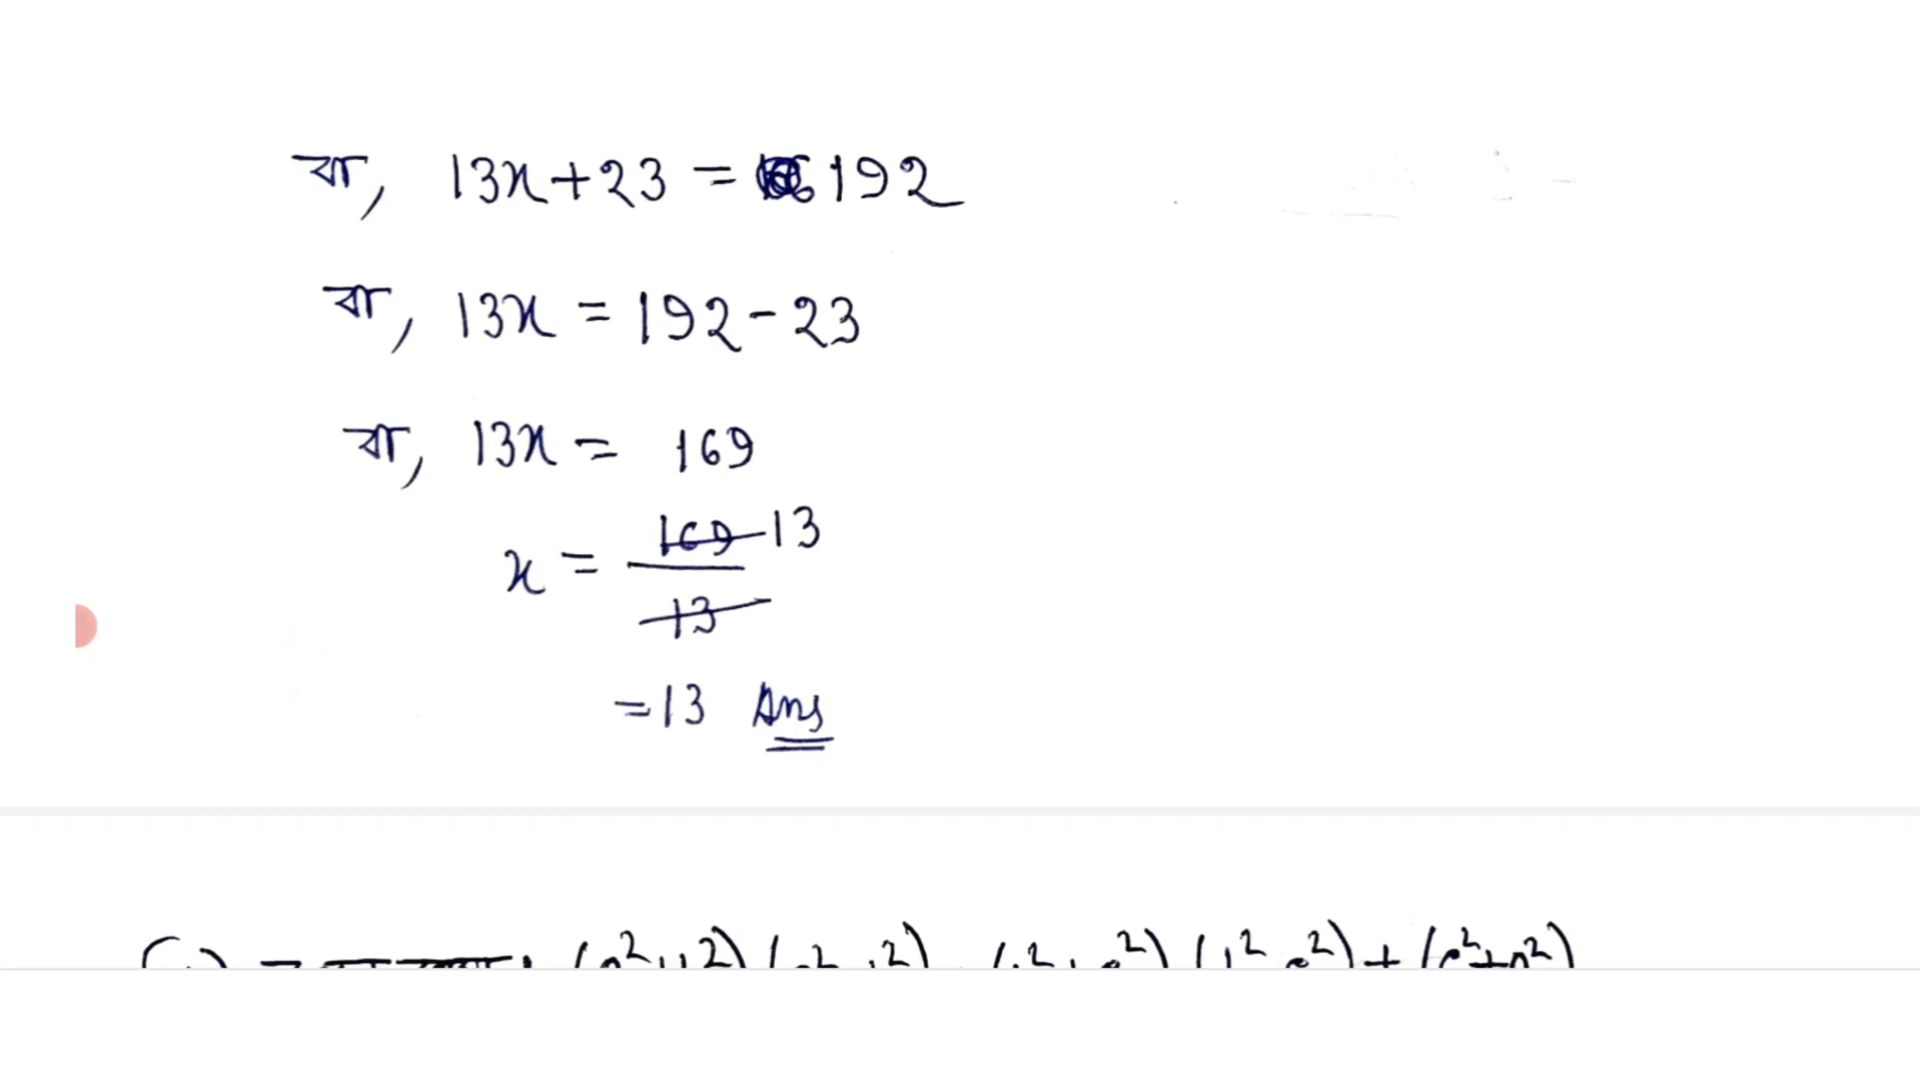 বা, 13x+23 = 192
বা, 13x = 192-23
বা, 13x = 169
x = 169/13 13
=13 Ans